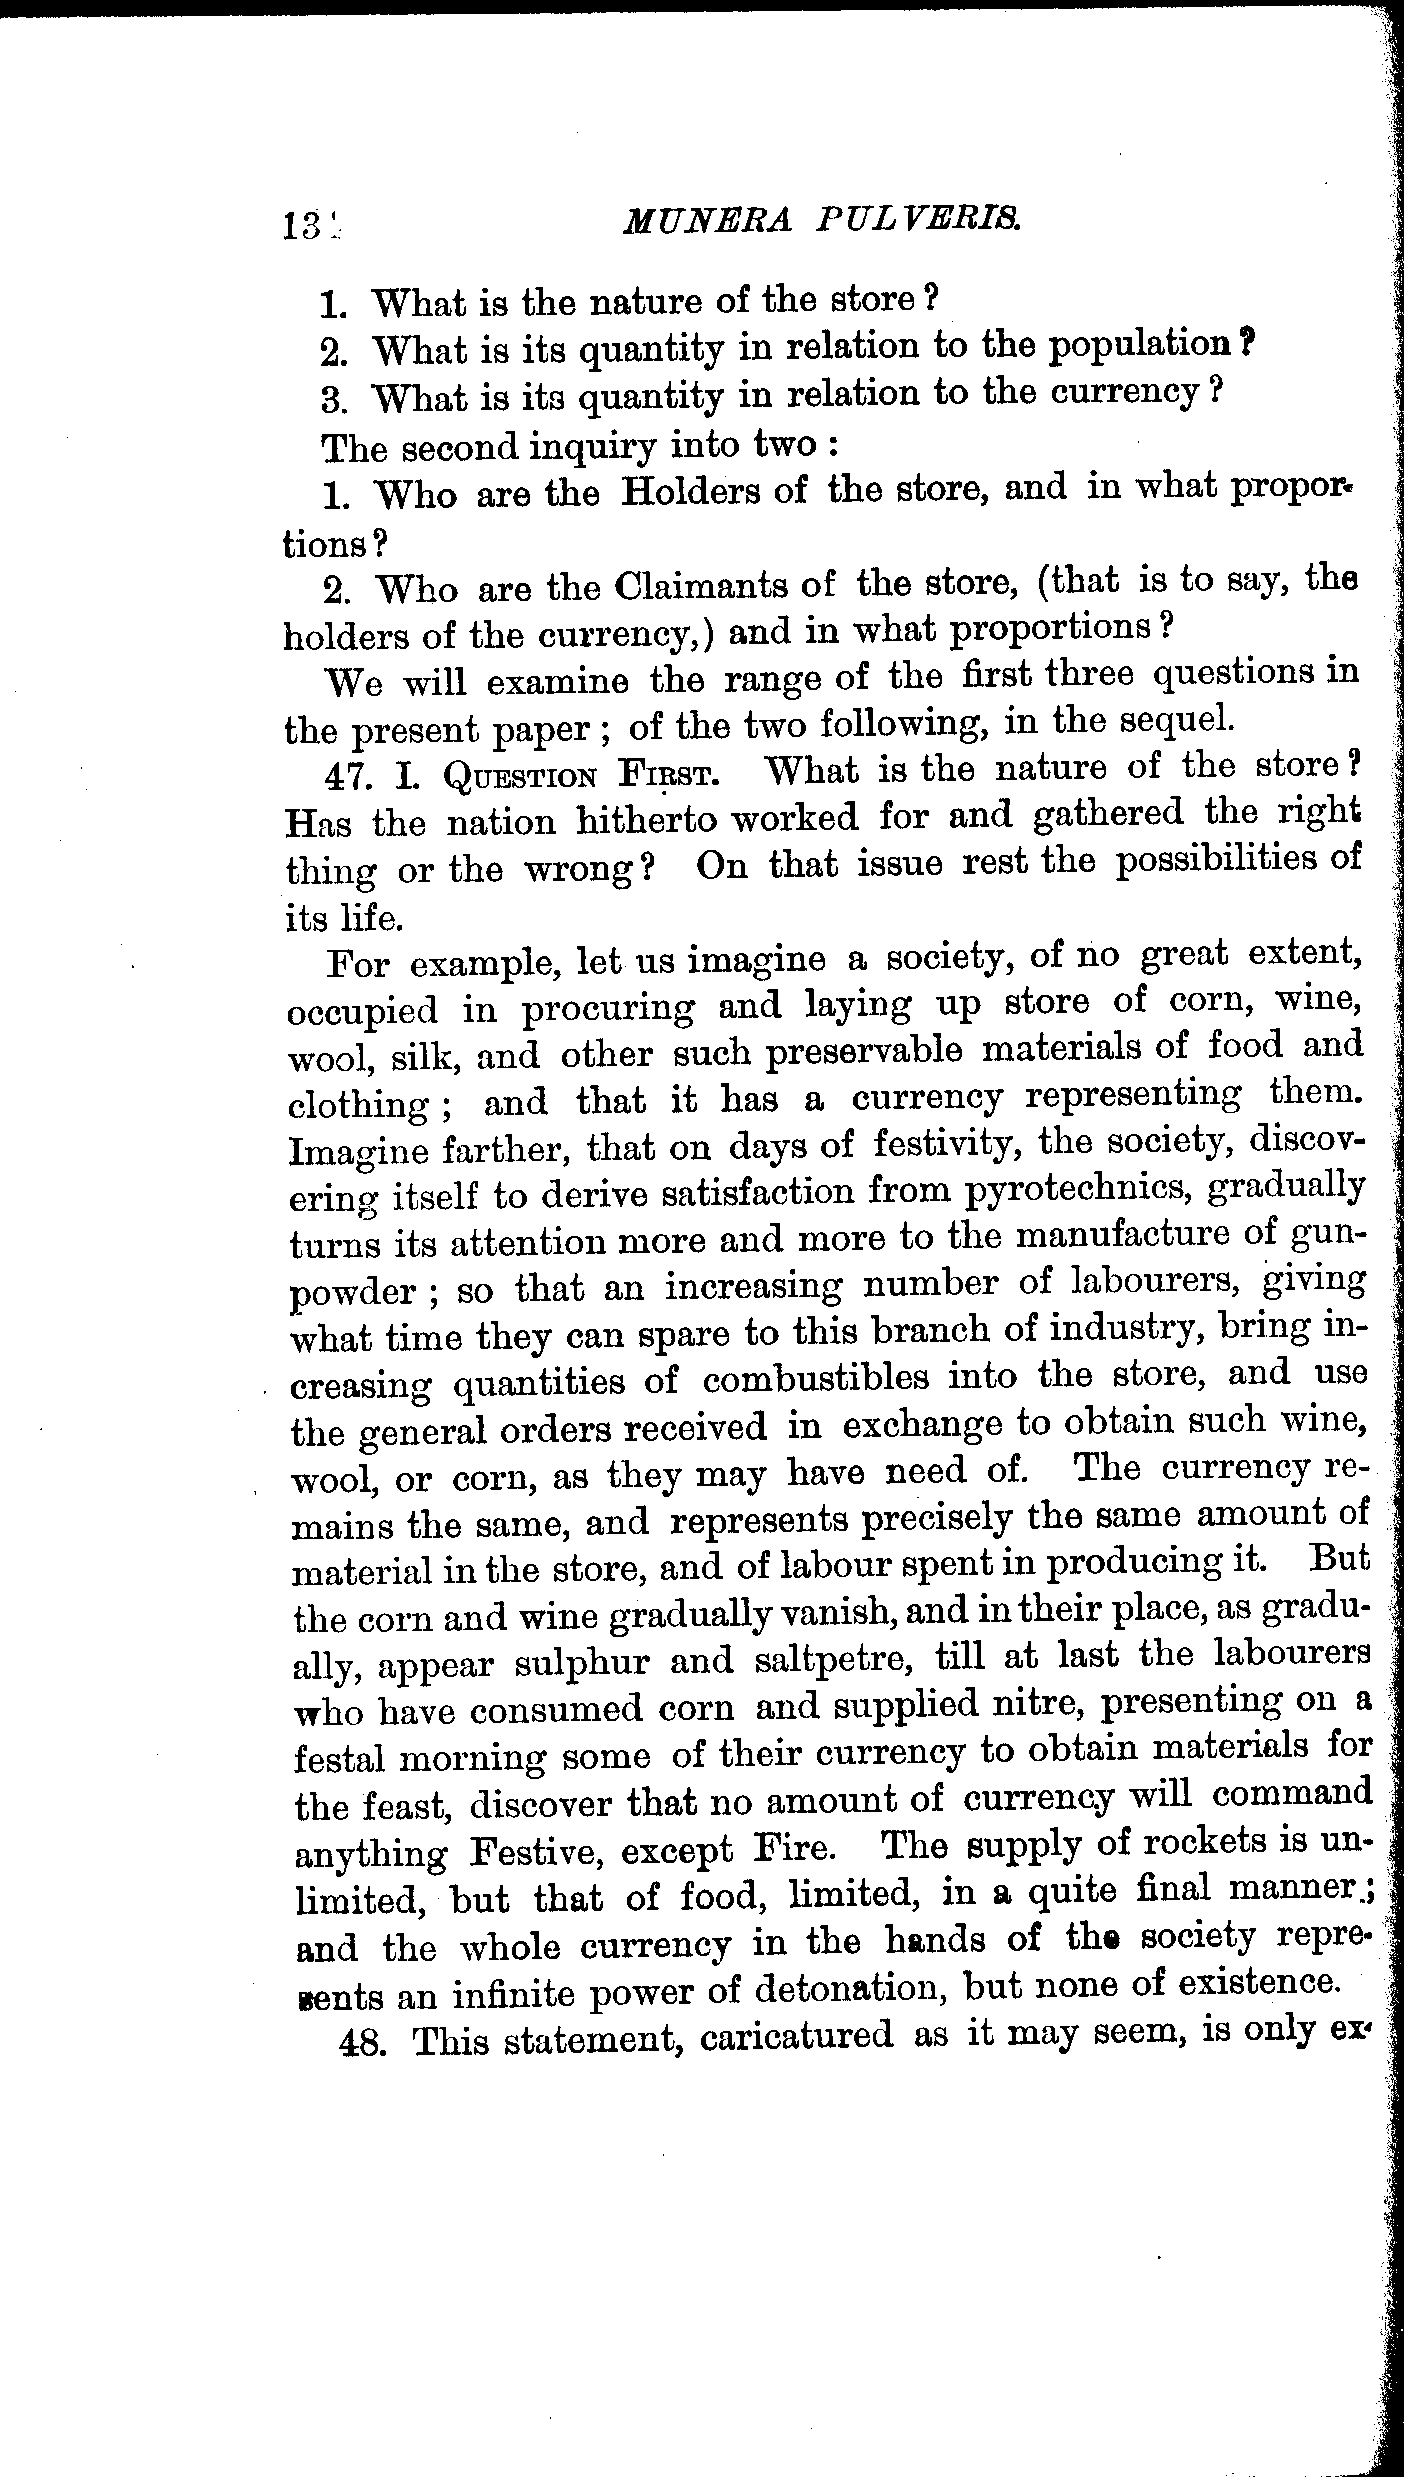 13 MUNERA PULVERIS.
1. What is the nature of the store?
2. What is its quantity in relation to the population?
3. What is its quantity in relation to the currency?
The second inquiry into two:
1. Who are the Holders of the store, and in what propor-
tions?
2. Who are the Claimants of the store, (that is to say, the
holders of the currency,) and in what proportions?
We will examine the range of the first three questions in
the present paper; of the two following, in the sequel.
47. I. QUESTION FIRST. What is the nature of the store?
Has the nation hitherto worked for and gathered the right
thing or the wrong? On that issue rest the possibilities of
its life.
For example, let us imagine a society, of no great extent,
occupied in procuring and laying up store of corn, wine,
wool, silk, and other such preservable materials of food and
clothing; and that it has a currency representing them.
Imagine farther, that on days of festivity, the society, discov-
ering itself to derive satisfaction from pyrotechnics, gradually
turns its attention more and more to the manufacture of gun-
powder; so that an increasing number of labourers, giving
what time they can spare to this branch of industry, bring in-
creasing quantities of combustibles into the store, and use
the general orders received in exchange to obtain such wine,
wool, or corn, as they may have need of. The currency re-
mains the same, and represents precisely the same amount of
material in the store, and of labour spent in producing it. But
the corn and wine gradually vanish, and in their place, as gradu-
ally, appear sulphur and saltpetre, till at last the labourers
who have consumed corn and supplied nitre, presenting on a
festal morning some of their currency to obtain materials for
the feast, discover that no amount of currency will command
anything Festive, except Fire. The supply of rockets is un-
limited, but that of food, limited, in a quite final manner;
and the whole currency in the hands of the society repre-
sents an infinite power of detonation, but none of existence.
48. This statement, caricatured as it may seem, is only ex-